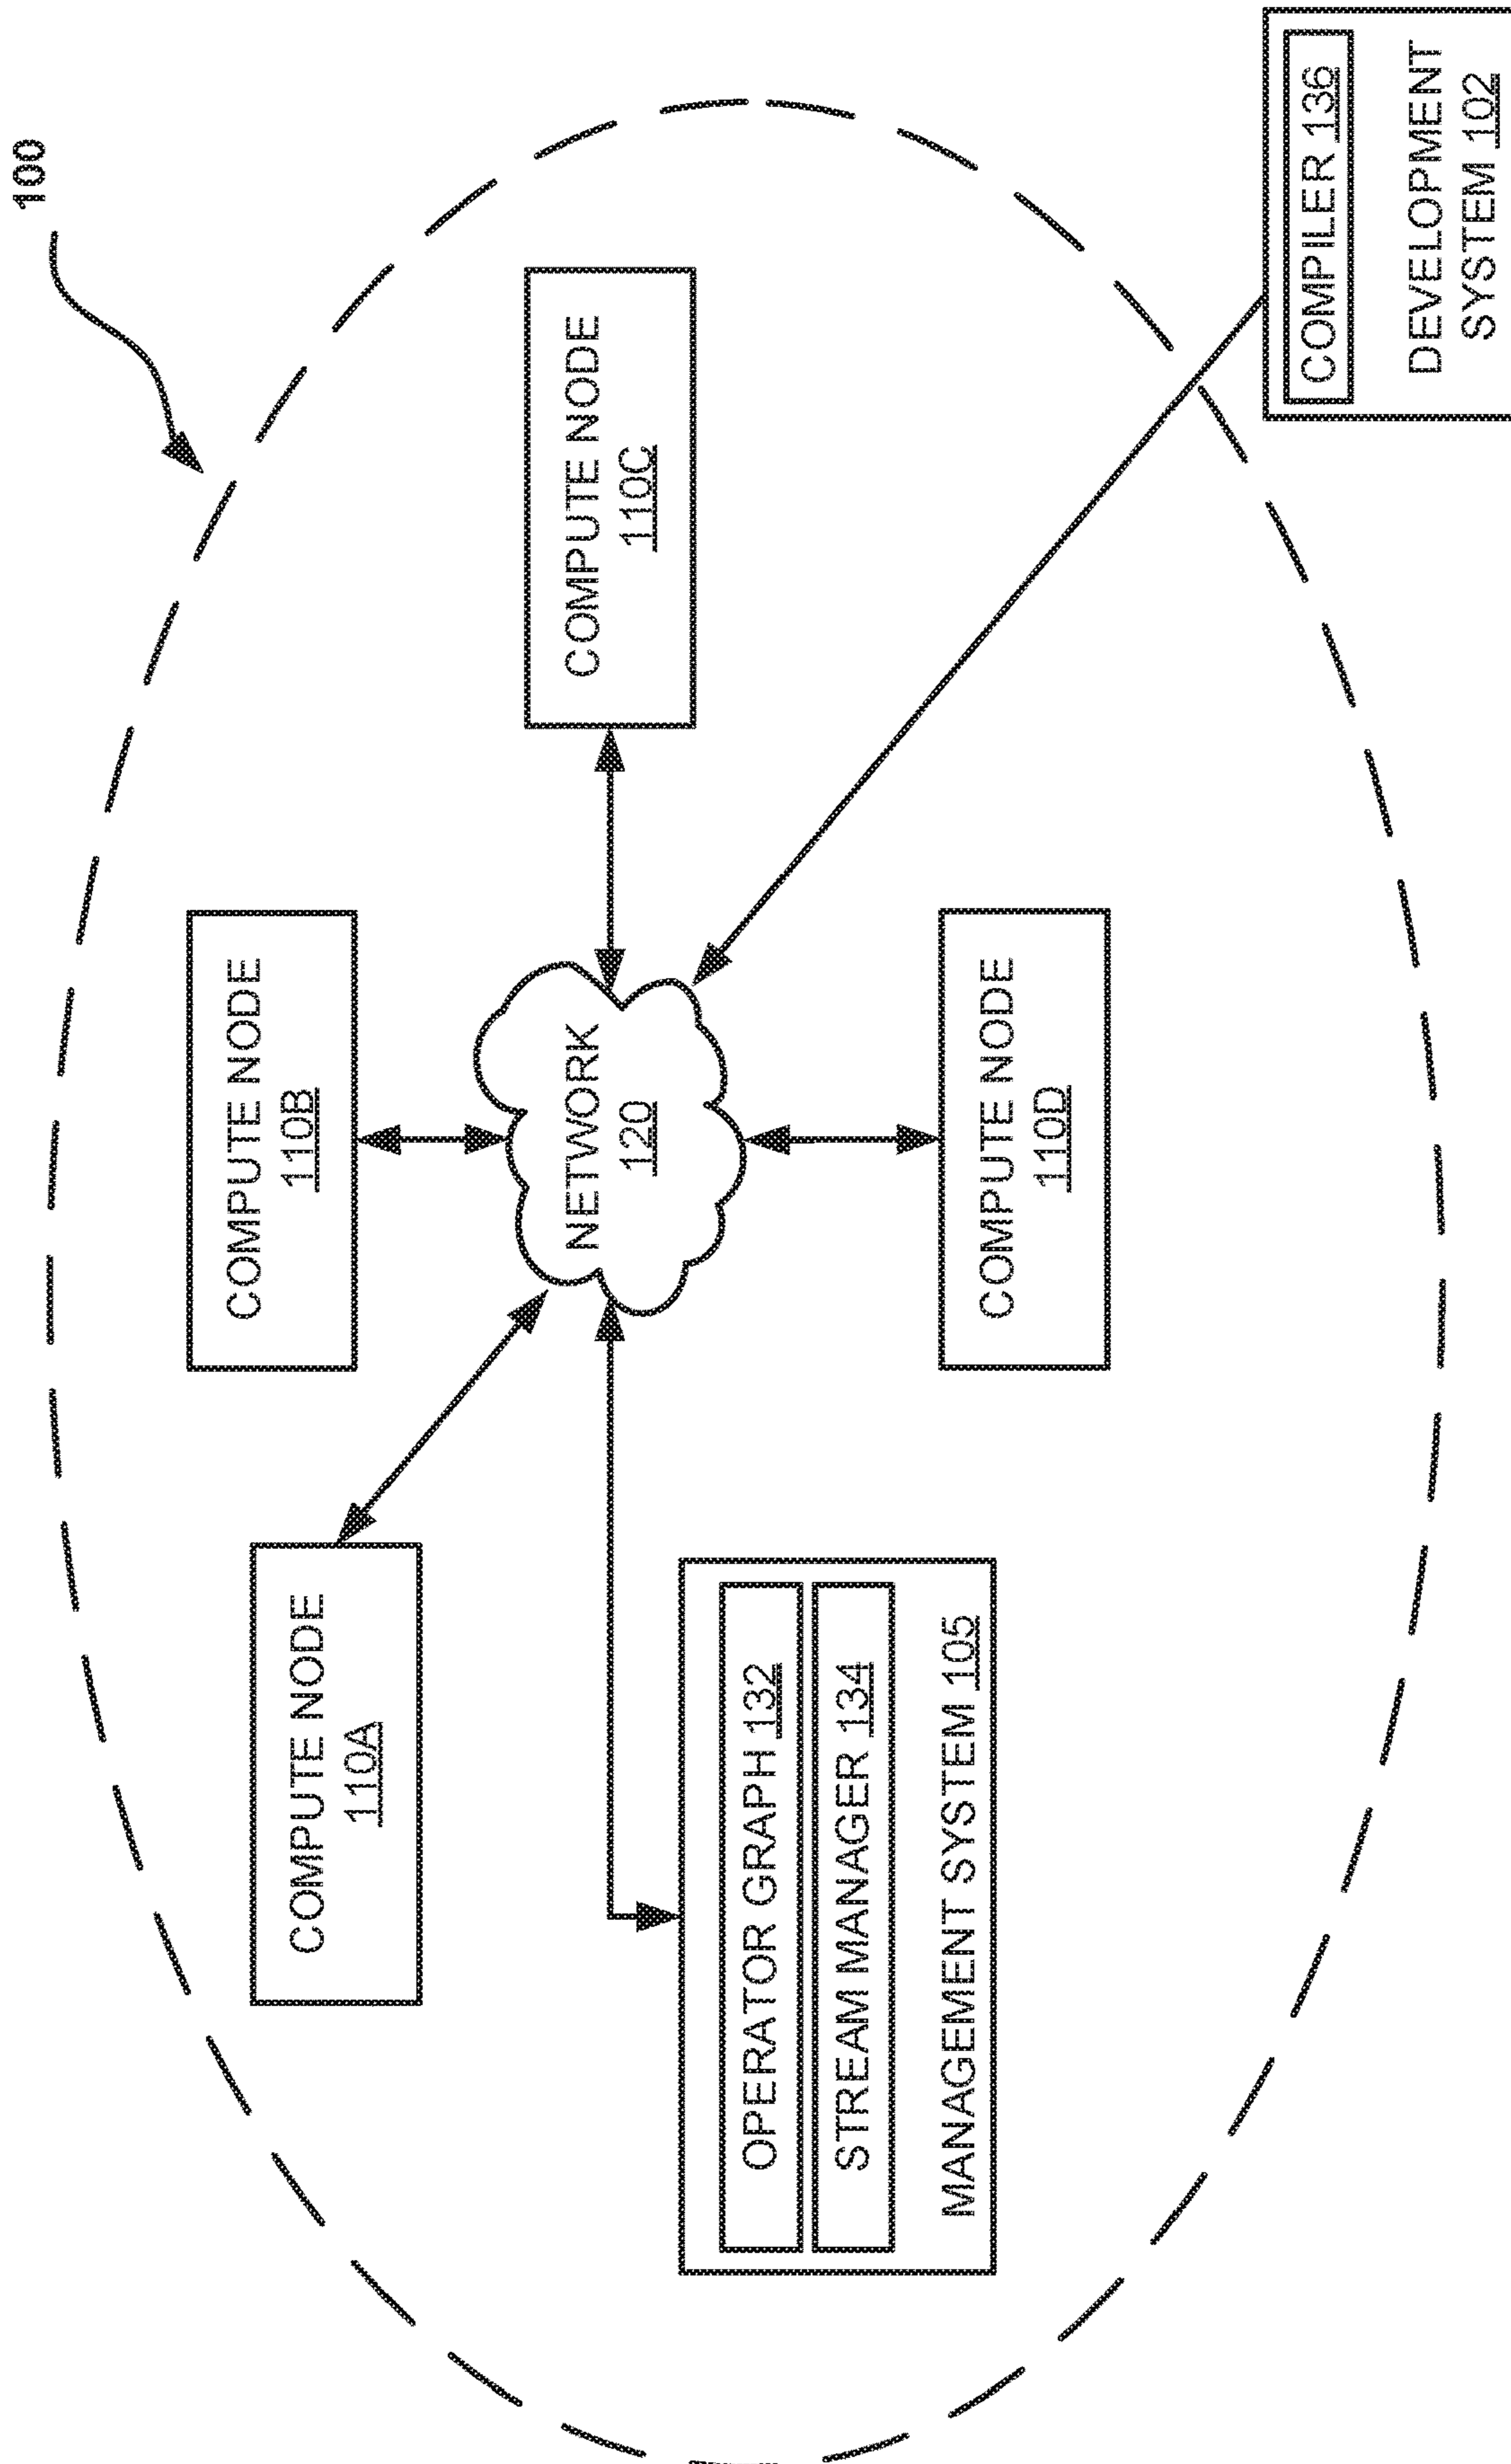 100
COMPUTE NODE
110B
COMPUTE NODE
110A
COMPUTE NODE
110C
NETWORK
120
OPERATOR GRAPH 132
STREAM MANAGER 134
MANAGEMENT SYSTEM 105
COMPUTE NODE
110D
COMPILER 136
DEVELOPMENT
SYSTEM 102